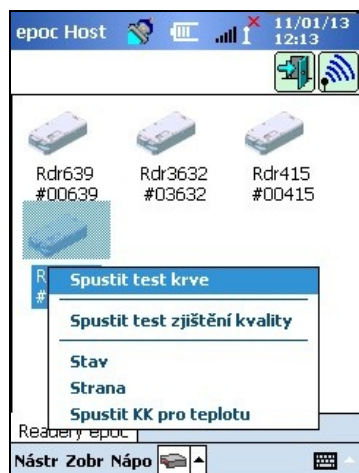 epoc Host
11/01/13
12:13
Rdr639
#00639
Rdr3632
#03632
Rdr415
#00415
Spustit test krve
Spustit test zjištění kvality
Stav
Strana
Spustit KK pro teplotu
Readery epoc
Nástr Zobr Nápo